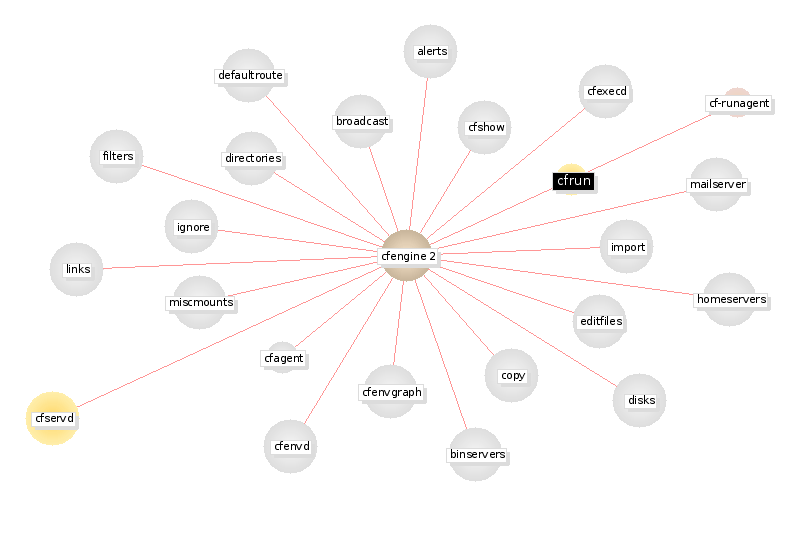 alerts
defaultroute
cfexecd
cf-runagent
broadcast
cfshow
filters
directories
cfrun
mailserver
ignore
import
cfengine 2
links
miscmounts
homeservers
editfiles
cfagent
copy
cfenvgraph
disks
cfservd
cfenvd
binservers